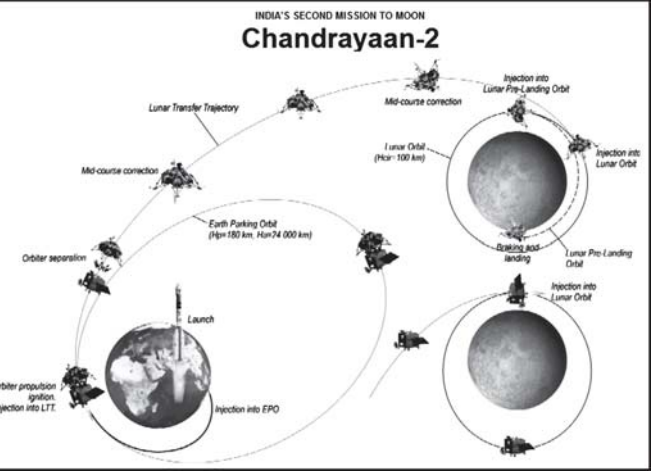 INDIA'S SECOND MISSION TO MOON
Chandrayaan-2
Injection into
Lunar Pre-Landing Orbit
Mid-course correction
Lunar Transfer Trajectory
Lunar Orbit
(Hcir=100 km)
Injection into
Lunar Orbit
Mid-course correction
Earth Parking Orbit
(Hp=180 km, Ha=24 000 km)
Braking and
landing
Lunar Pre-Landing
Orbit
Orbiter separation
Injection into
Lunar Orbit
Launch
rbiter propulsion
ignition.
jection into LTT.
Injection into EPO